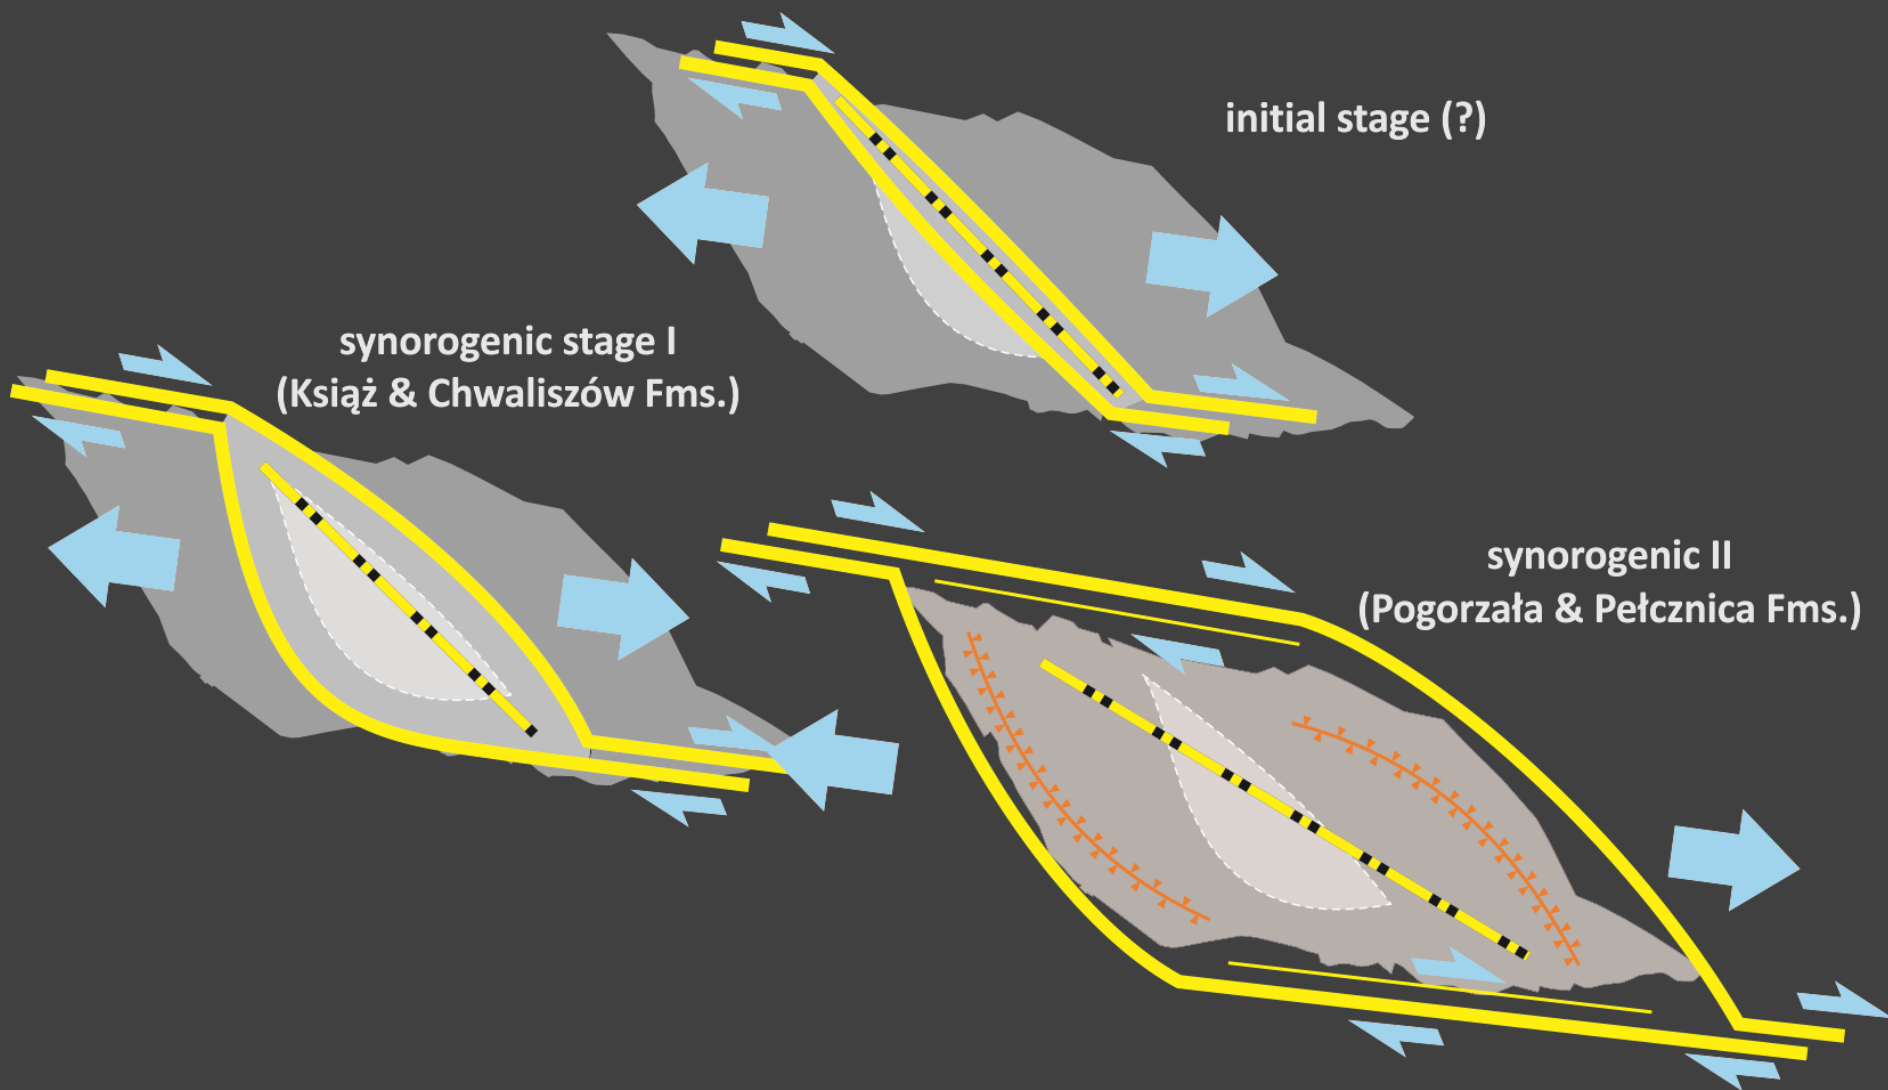 initial stage (?)
synorogenic stage I
(Książ & Chwaliszów Fms.)
synorogenic II
(Pogorzała & Pełcznica Fms.)